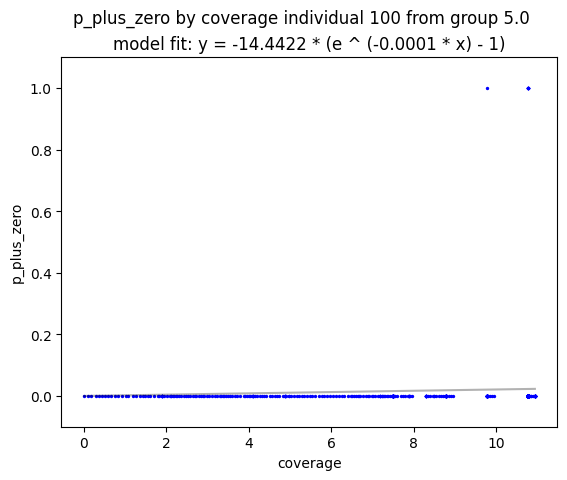 p_plus_zero by coverage individual 100 from group 5.0
model fit: y = -14.4422 * (e ^ (-0.0001 * x) - 1)
1.0
0.8
0.6
0.4
0.2
0.0
p_plus_zero
0 2 4 6 8 10
coverage